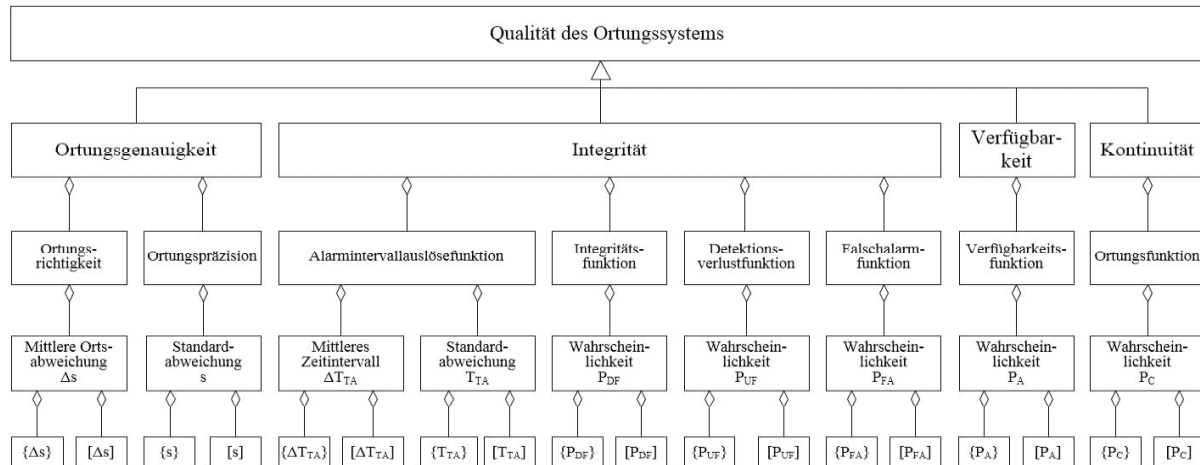 Qualität des Ortungssystems
Ortungsgenauigkeit
Integrität
Verfügbar-
keit
Kontinuität
Ortungs-
richtigkeit
Ortungspräzision
Alarmintervallauslösefunktion
Integritäts-
funktion
Detektions-
verlustfunktion
Falschalarm-
funktion
Verfügbarkeits-
funktion
Ortungsfunktion
Mittlere Orts-
abweichung
Δs
Standard-
abweichung
s
Mittleres
Zeitintervall
ΔT_TA
Standard-
abweichung
T_TA
Wahrschein-
lichkeit
P_DF
Wahrschein-
lichkeit
P_UF
Wahrschein-
lichkeit
P_FA
Wahrschein-
lichkeit
P_A
Wahrschein-
lichkeit
P_C
{Δs}
[Δs]
{s}
[s]
{ΔT_TA}
[ΔT_TA]
{T_TA}
[T_TA]
{P_DF}
[P_DF]
{P_UF}
[P_UF]
{P_FA}
[P_FA]
{P_A}
[P_A]
{P_C}
[P_C]